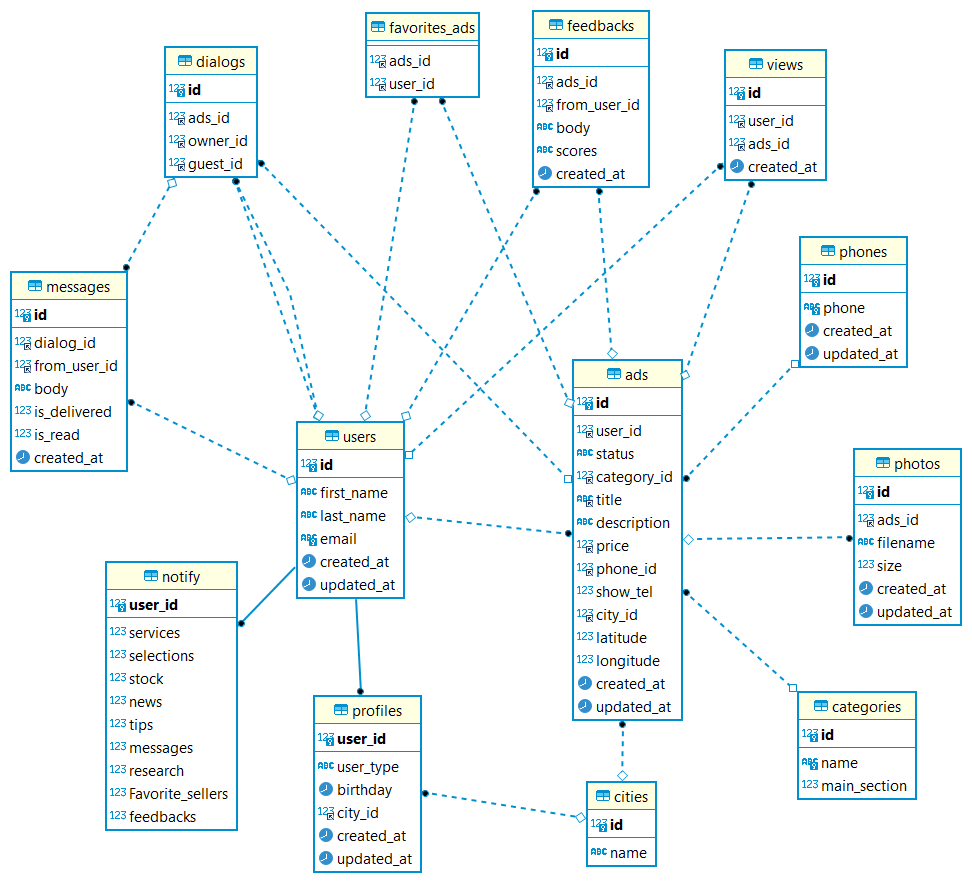 dialogs
id
ads_id
owner_id
guest_id
favorites_ads
ads_id
user_id
feedbacks
id
ads_id
from_user_id
body
scores
created_at
views
id
user_id
ads_id
created_at
phones
id
phone
created_at
updated_at
messages
id
dialog_id
from_user_id
body
is_delivered
is_read
created_at
users
id
first_name
last_name
email
created_at
updated_at
ads
id
user_id
status
category_id
title
description
price
phone_id
show_tel
city_id
latitude
longitude
created_at
updated_at
photos
id
ads_id
filename
size
created_at
updated_at
notify
user_id
services
selections
stock
news
tips
messages
research
Favorite_sellers
feedbacks
profiles
user_id
user_type
birthday
city_id
created_at
updated_at
cities
id
name
categories
id
name
main_section